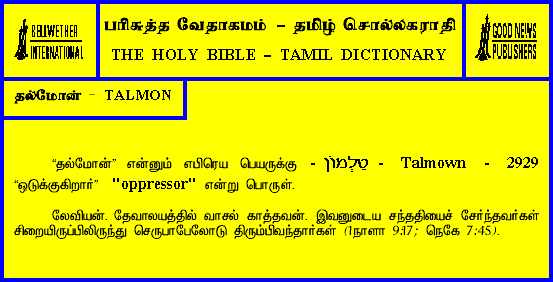 BELLWETHER
INTERNATIONAL
பரிசுத்த வேதாகமம் - தமிழ் சொல்லகராதி
THE HOLY BIBLE - TAMIL DICTIONARY
GOOD NEWS
PUBLISHERS
தல்மோன் - TALMON
“தல்மோன்” என்னும் எபிரெய பெயருக்கு - טַלְמוֹן - Talmown - 2929
“ஒடுக்குகிறார்” "oppressor" என்று பொருள்.
லேவியன். தேவாலயத்தில் வாசல் காத்தவன். இவனுடைய சந்ததியைச் சேர்ந்தவர்கள்
சிறையிருப்பிலிருந்து செருபாபேலோடு திரும்பிவந்தார்கள் (1நாளா 9:17; நெகே 7:45).